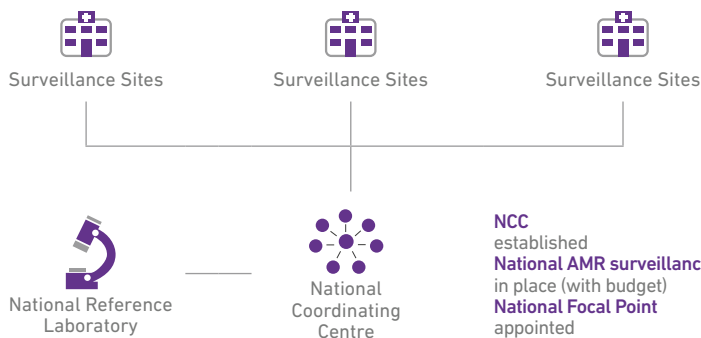 Surveillance Sites
Surveillance Sites
Surveillance Sites
National Reference
Laboratory
National
Coordinating
Centre
NCC
established
National AMR surveillanc
in place (with budget)
National Focal Point
appointed